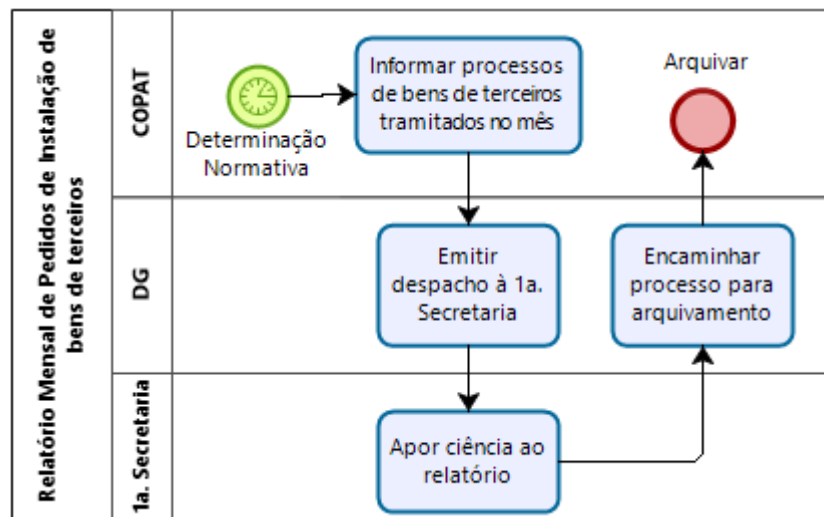 Relatório Mensal de Pedidos de Instalação de
bens de terceiros
COPAT
Determinação
Normativa
Informar processos
de bens de terceiros
tramitados no mês
Arquivar
DG
Emitir
despacho à 1a.
Secretaria
Encaminhar
processo para
arquivamento
1a. Secretaria
Apor ciência ao
relatório